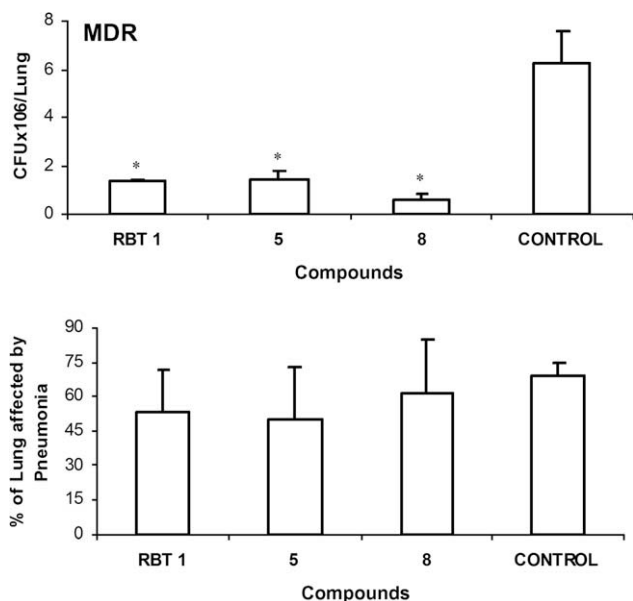 MDR
CFUx106/Lung
8
6
4
2
0
* * *
RBT 1 5 8 CONTROL
Compounds
% of Lung affected by
Pneumonia
90
75
60
45
30
15
0
RBT 1 5 8 CONTROL
Compounds